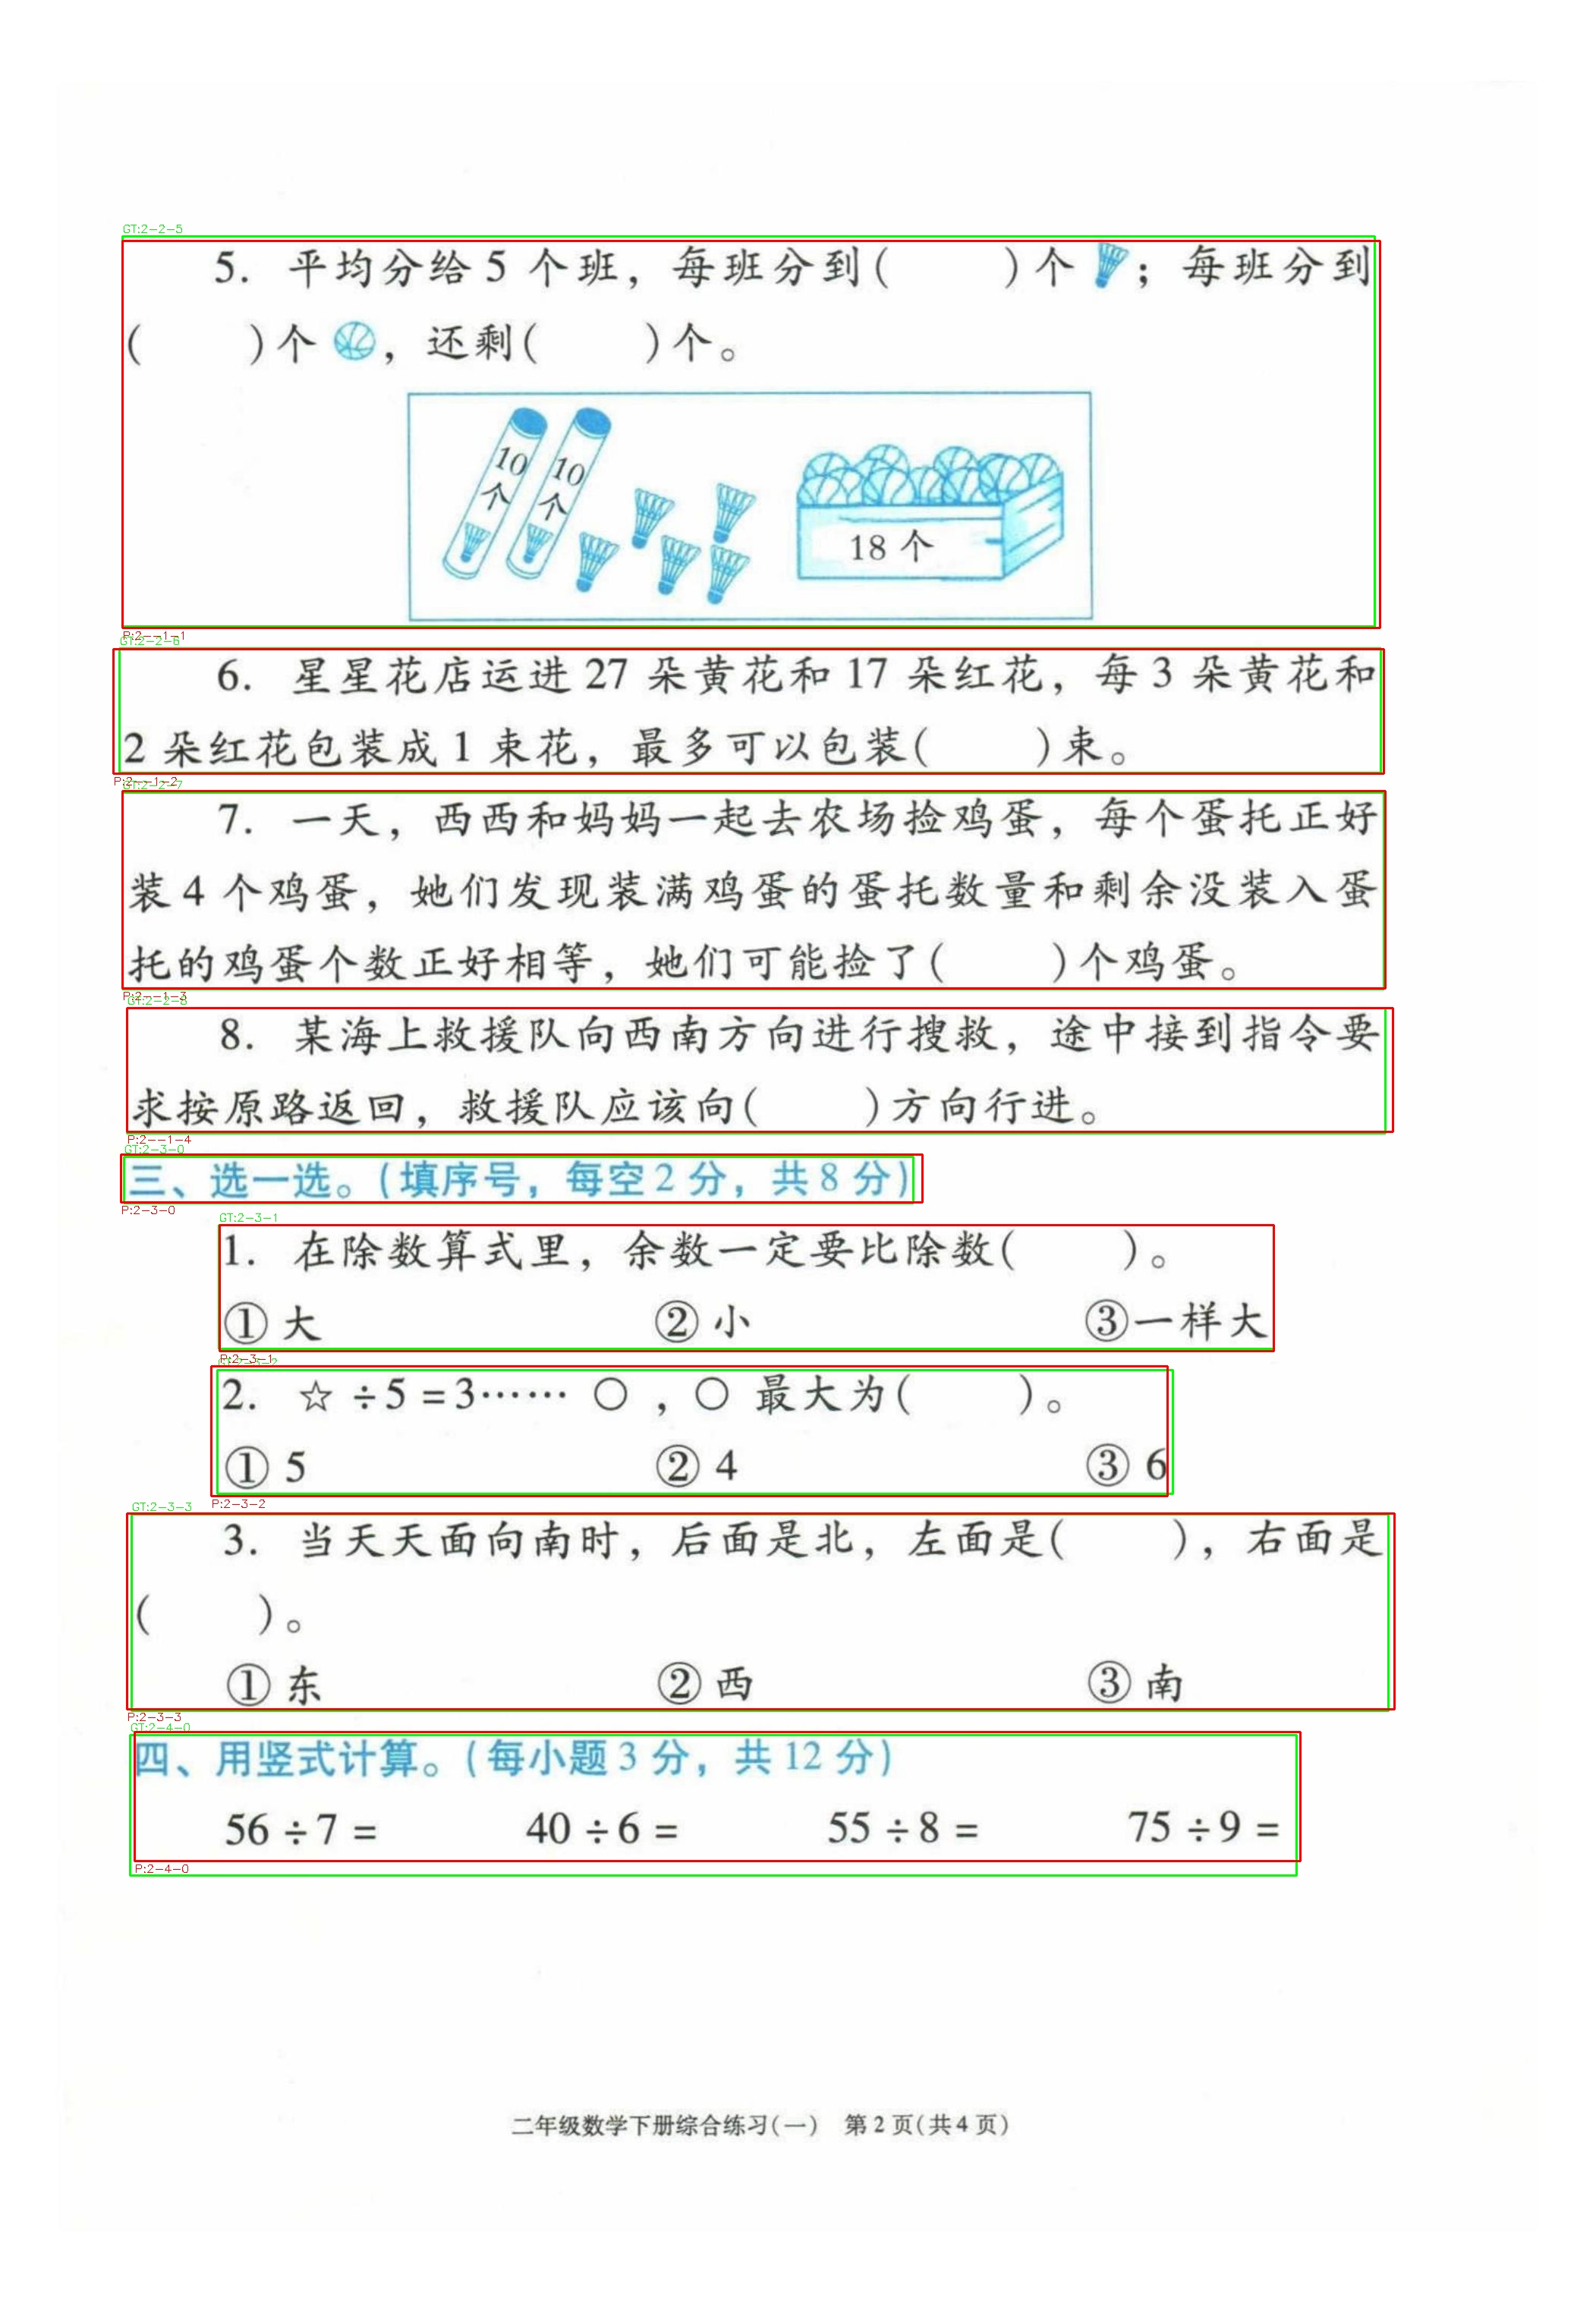 GT:2-2-5
5. 平均分给 5 个班，每班分到(　　)个；每班分到
(　　)个，还剩(　　)个。
10个
10个
18 个
P:2--1-1
GT:2-2-6
6. 星星花店运进 27 朵黄花和 17 朵红花，每 3 朵黄花和
2 朵红花包装成 1 束花，最多可以包装(　　)束。
P:2--1-2
GT:2-2-7
7. 一天，西西和妈妈一起去农场捡鸡蛋，每个蛋托正好
装 4 个鸡蛋，她们发现装满鸡蛋的蛋托数量和剩余没装入蛋
托的鸡蛋个数正好相等，她们可能捡了(　　)个鸡蛋。
P:2--1-3
GT:2-2-8
8. 某海上救援队向西南方向进行搜救，途中接到指令要
求按原路返回，救援队应该向(　　)方向行进。
P:2--1-4
GT:2-3-0
三、选一选。(填序号，每空 2 分，共 8 分)
P:2-3-0
GT:2-3-1
1. 在除数算式里，余数一定要比除数(　　)。
① 大　　② 小　　③一样大
P:2-3-1
GT:2-3-2
2. ☆ ÷ 5 = 3…… ○ ，○ 最大为(　　)。
① 5　　② 4　　③ 6
P:2-3-2
GT:2-3-3
3. 当天天面向南时，后面是北，左面是(　　)，右面是
(　　)。
① 东　　② 西　　③ 南
P:2-3-3
GT:2-4-0
四、用竖式计算。(每小题 3 分，共 12 分)
56 ÷ 7 =　　40 ÷ 6 =　　55 ÷ 8 =　　75 ÷ 9 =
P:2-4-0
二年级数学下册综合练习(一)　第 2 页(共 4 页)